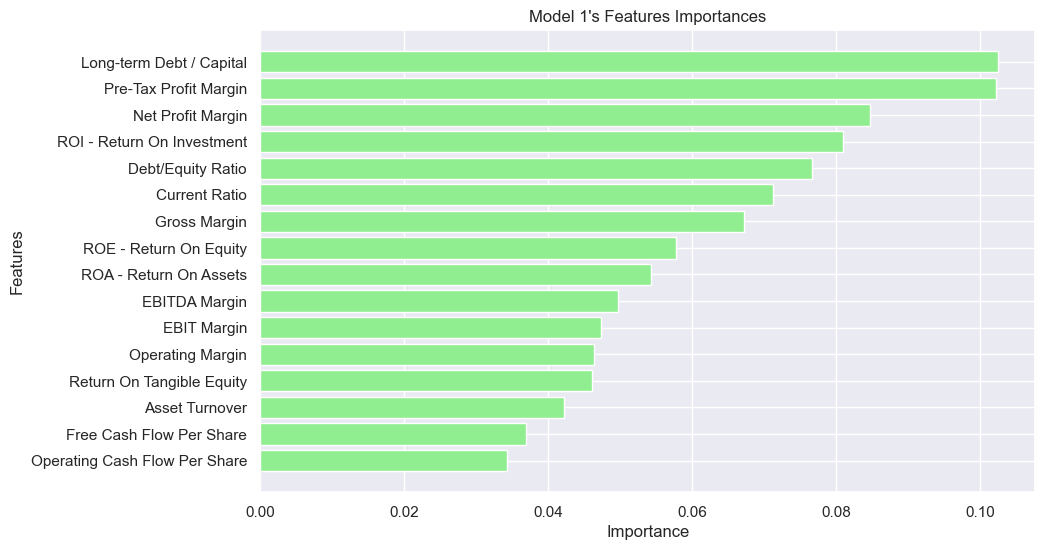 Model 1's Features Importances
Features
Long-term Debt / Capital
Pre-Tax Profit Margin
Net Profit Margin
ROI - Return On Investment
Debt/Equity Ratio
Current Ratio
Gross Margin
ROE - Return On Equity
ROA - Return On Assets
EBITDA Margin
EBIT Margin
Operating Margin
Return On Tangible Equity
Asset Turnover
Free Cash Flow Per Share
Operating Cash Flow Per Share
0.00 0.02 0.04 0.06 0.08 0.10
Importance